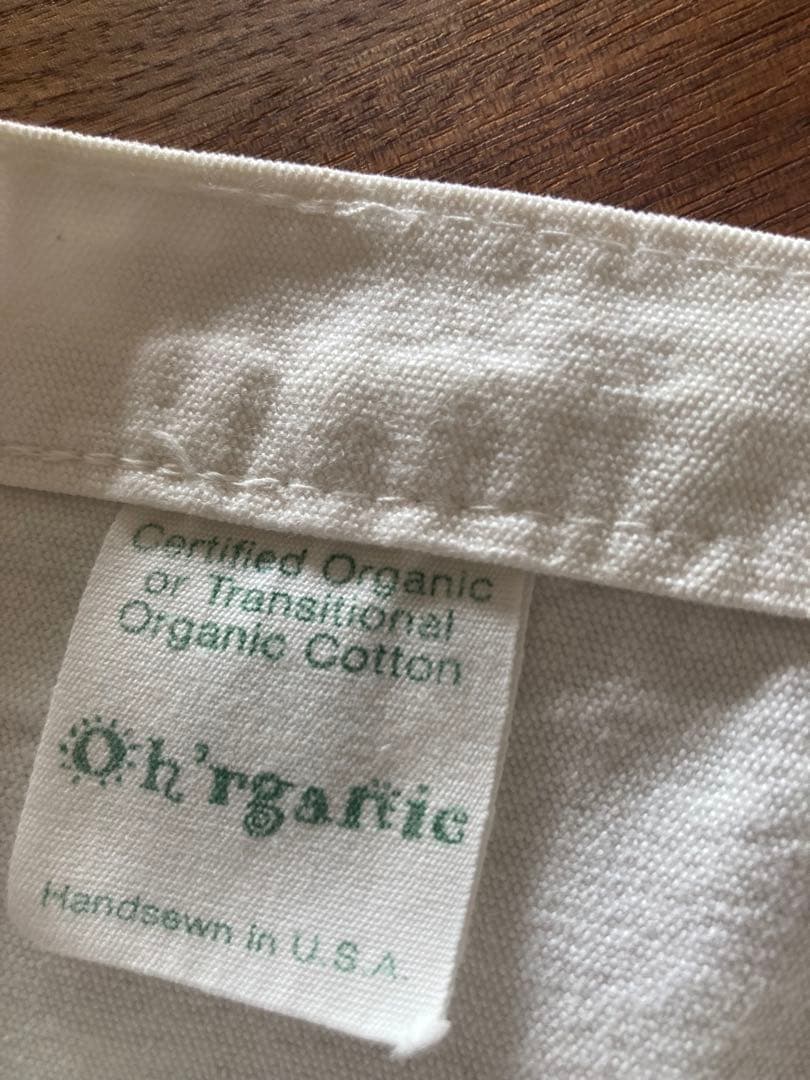 Certified Organic
or Transitional
Organic Cotton
Oh'rganic
Handsewn in U.S.A.